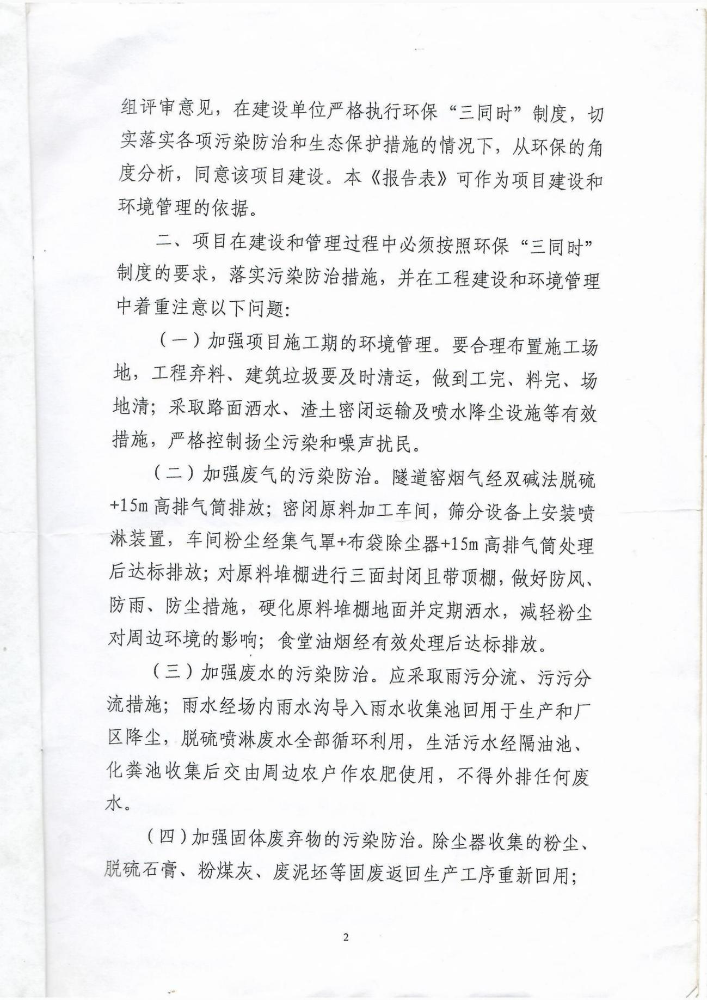 组评审意见，在建设单位严格执行环保“三同时”制度，切
实落实各项污染防治和生态保护措施的情况下，从环保的角
度分析，同意该项目建设。本《报告表》可作为项目建设和
环境管理的依据。
二、项目在建设和管理过程中必须按照环保“三同时”
制度的要求，落实污染防治措施，并在工程建设和环境管理
中着重注意以下问题：
（一）加强项目施工期的环境管理。要合理布置施工场
地，工程弃料、建筑垃圾要及时清运，做到工完、料完、场
地清；采取路面洒水、渣土密闭运输及喷水降尘设施等有效
措施，严格控制扬尘污染和噪声扰民。
（二）加强废气的污染防治。隧道窑烟气经双碱法脱硫
+15m高排气筒排放；密闭原料加工车间，筛分设备上安装喷
淋装置，车间粉尘经集气罩+布袋除尘器+15m高排气筒处理
后达标排放；对原料堆棚进行三面封闭且带顶棚，做好防风、
防雨、防尘措施，硬化原料堆棚地面并定期洒水，减轻粉尘
对周边环境的影响；食堂油烟经有效处理后达标排放。
（三）加强废水的污染防治。应采取雨污分流、污污分
流措施；雨水经场内雨水沟导入雨水收集池回用于生产和厂
区降尘，脱硫喷淋废水全部循环利用，生活污水经隔油池、
化粪池收集后交由周边农户作农肥使用，不得外排任何废
水。
（四）加强固体废弃物的污染防治。除尘器收集的粉尘、
脱硫石膏、粉煤灰、废泥坯等固废返回生产工序重新回用；
2